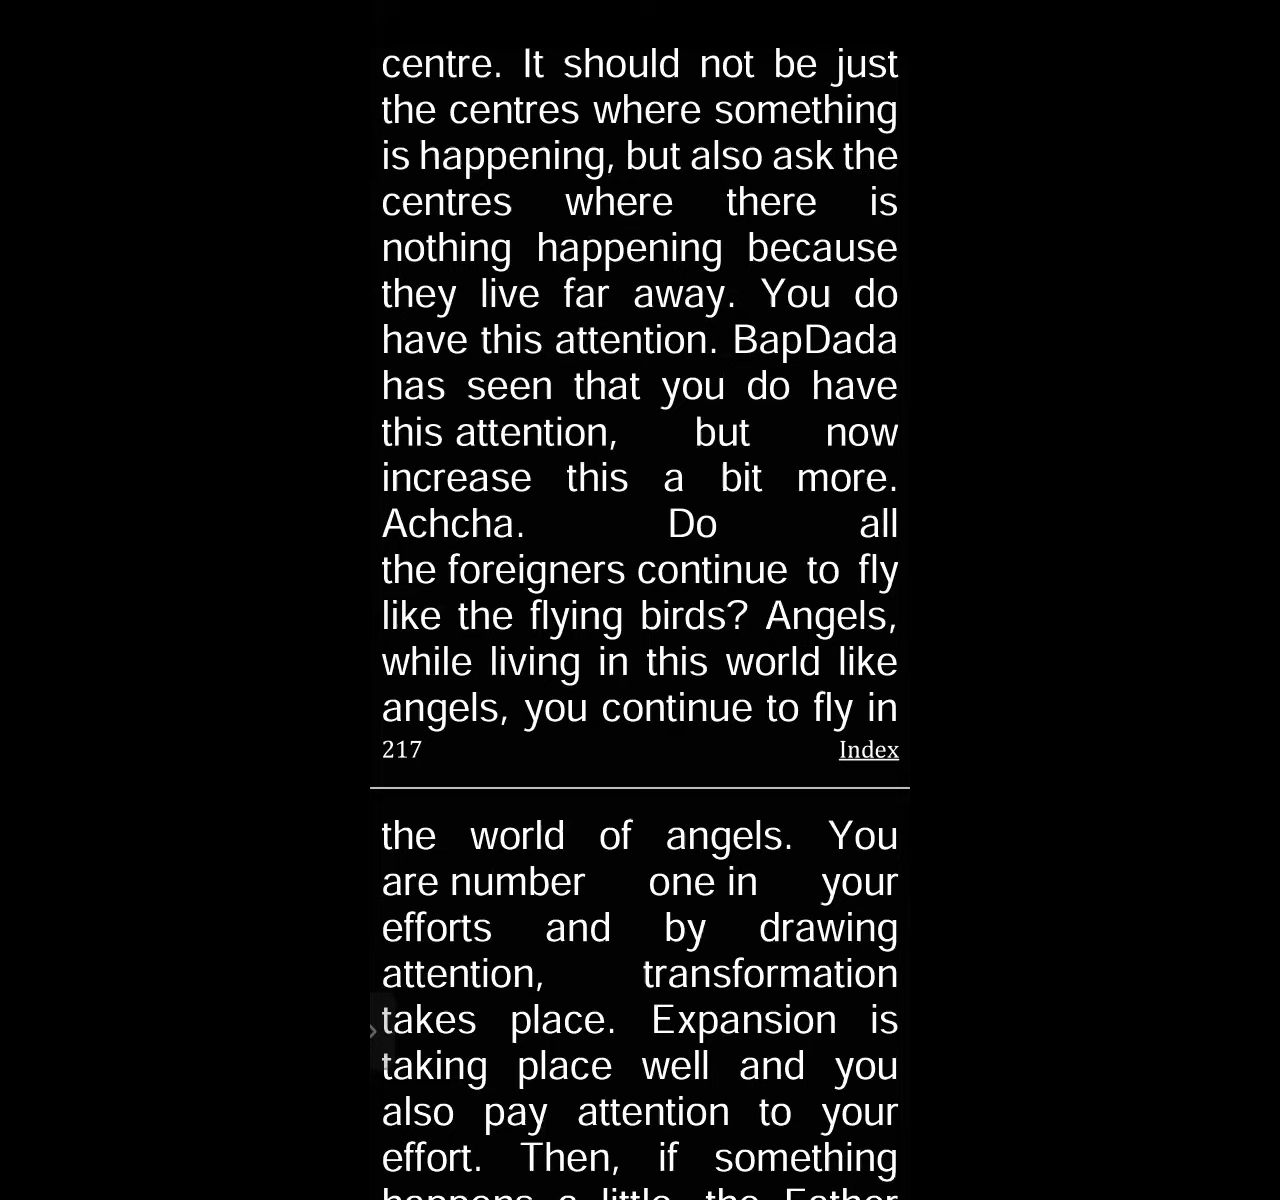 centre. It should not be just
the centres where something
is happening, but also ask the
centres where there is
nothing happening because
they live far away. You do
have this attention. BapDada
has seen that you do have
this attention, but now
increase this a bit more.
Achcha. Do all
the foreigners continue to fly
like the flying birds? Angels,
while living in this world like
angels, you continue to fly in
217 Index
the world of angels. You
are number one in your
efforts and by drawing
attention, transformation
takes place. Expansion is
taking place well and you
also pay attention to your
effort. Then, if something
happens a little, the Father